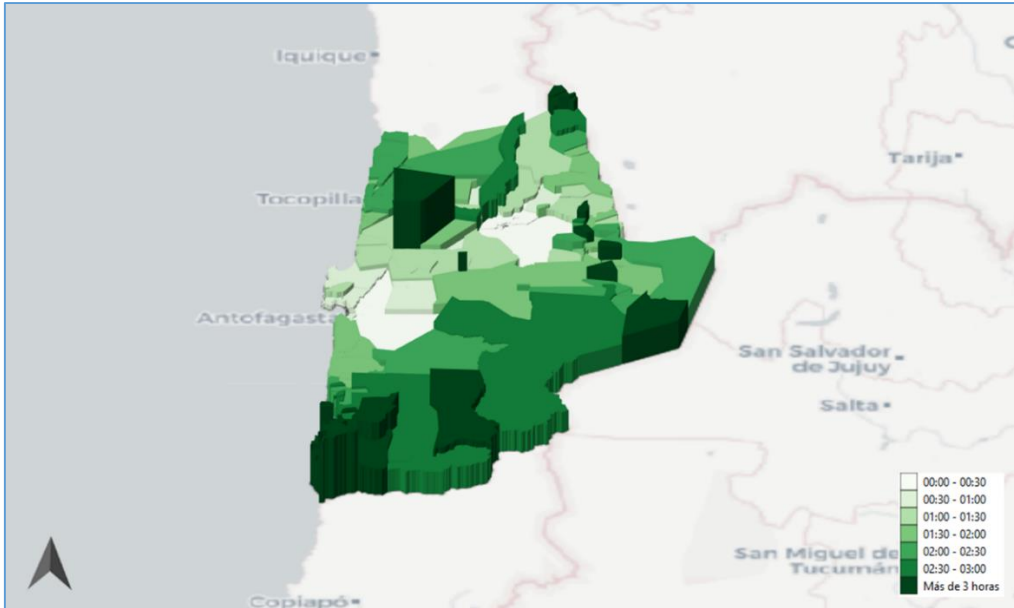 Iquique
Tocopilla
Antofagasta
Tarija
San Salvador
de Jujuy
Salta
San Miguel de
Tucumán
Copiapó
00:00 - 00:30
00:30 - 01:00
01:00 - 01:30
01:30 - 02:00
02:00 - 02:30
02:30 - 03:00
Más de 3 horas